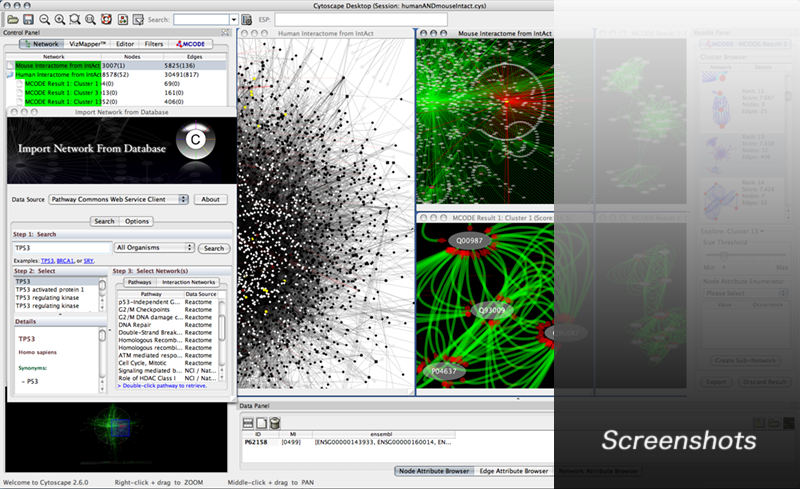 Cytoscape Desktop (Session: humanANDmouseIntact.cys)
Search:
ESP:
Control Panel
Network VizMapper™ Editor Filters MCODE
Network Nodes Edges
Mouse Interactome from IntAct 3007(1) 5825(136)
Human Interactome from IntAct 8578(52) 30491(817)
MCODE Result 1: Cluster 4(0) 69(0)
MCODE Result 1: Cluster 13(0) 161(0)
MCODE Result 1: Cluster 52(0) 406(0)
Import Network from Database
Import Network From Database
C
Data Source Pathway Commons Web Service Client About
Search Options
Step 1: Search
TP53 All Organisms Search
Examples: TP53, BRCA1, or SRY.
Step 2: Select
TP53
TP53 activated protein 1
TP53 regulating kinase
TP53 regulating kinase
Details
TP53
Homo sapiens
Synonyms:
- P53
Step 3: Select Network(s)
Pathways Interaction Networks
Pathway Data Source
p53-Independent G... Reactome
G2/M Checkpoints Reactome
G2/M DNA damage c... Reactome
DNA Repair Reactome
Double-Strand Break... Reactome
Homologous Recomb... Reactome
Homologous recombi... Reactome
ATM mediated respo... Reactome
Cell Cycle, Mitotic Reactome
Signaling mediated b... NCI / Nat...
Role of HDAC Class I NCI / Nat...
> Double-click pathway to retrieve.
Human Interactome from IntAct
Mouse Interactome from IntAct
MCODE Result 1: Cluster 1 (Score
Q00987
Q93009
P04637
Results Panel
MCODE Result
Cluster Browser
Explore: Cluster 15
Size Threshold
Min Max
Node Attribute Enumerator
Please Select
Value Occurrence
Create Sub-Network
Export Discard Result
Data Panel
ID MI ensembl
P62158 [0499] [ENSG00000143933, ENSG00000160014, EN...
Node Attribute Browser Edge Attribute Browser Network Attribute Browser
Screenshots
Welcome to Cytoscape 2.6.0 Right-click + drag to ZOOM Middle-click + drag to PAN